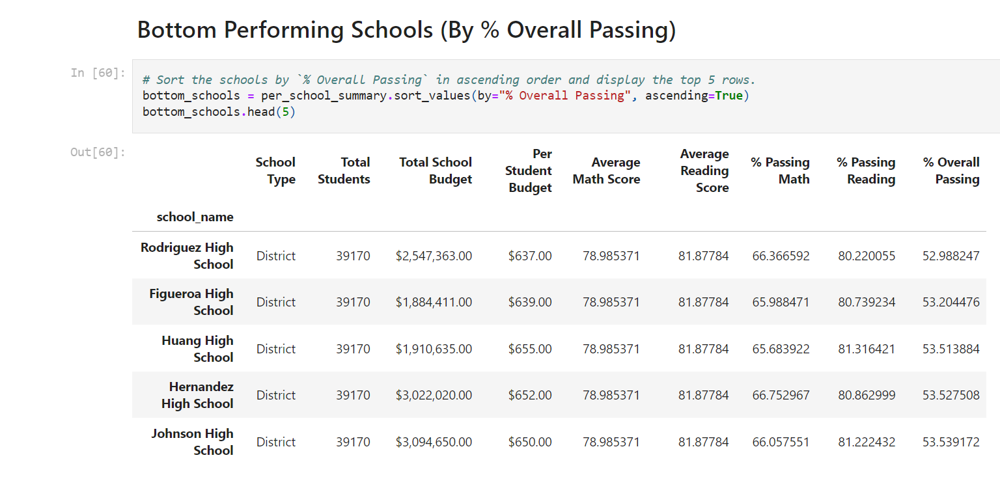 Bottom Performing Schools (By % Overall Passing)
In [60]:
# Sort the schools by `% Overall Passing` in ascending order and display the top 5 rows.
bottom_schools = per_school_summary.sort_values(by="% Overall Passing", ascending=True)
bottom_schools.head(5)
Out[60]:
School Type Total Students Total School Budget Per Student Budget Average Math Score Average Reading Score % Passing Math % Passing Reading % Overall Passing
school_name
Rodriguez High School District 39170 $2,547,363.00 $637.00 78.985371 81.87784 66.366592 80.220055 52.988247
Figueroa High School District 39170 $1,884,411.00 $639.00 78.985371 81.87784 65.988471 80.739234 53.204476
Huang High School District 39170 $1,910,635.00 $655.00 78.985371 81.87784 65.683922 81.316421 53.513884
Hernandez High School District 39170 $3,022,020.00 $652.00 78.985371 81.87784 66.752967 80.862999 53.527508
Johnson High School District 39170 $3,094,650.00 $650.00 78.985371 81.87784 66.057551 81.222432 53.539172